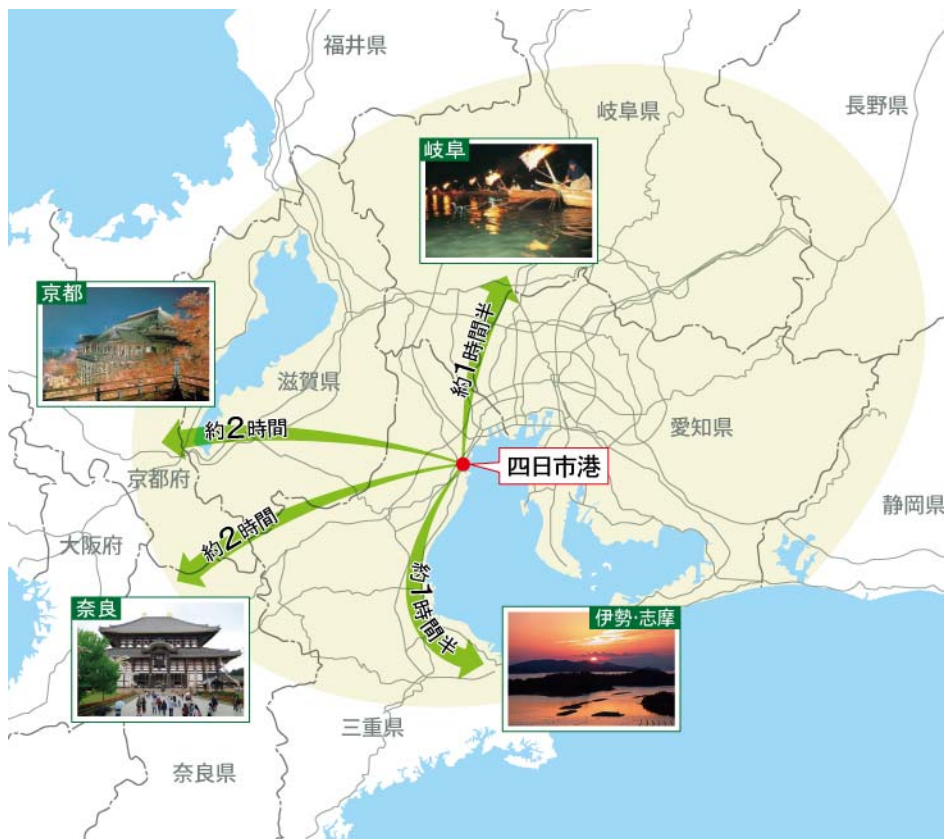 福井県
岐阜県
長野県
岐阜
京都
約1時間半
滋賀県
約2時間
愛知県
四日市港
京都府
静岡県
大阪府
約2時間
約1時間半
奈良
伊勢・志摩
三重県
奈良県